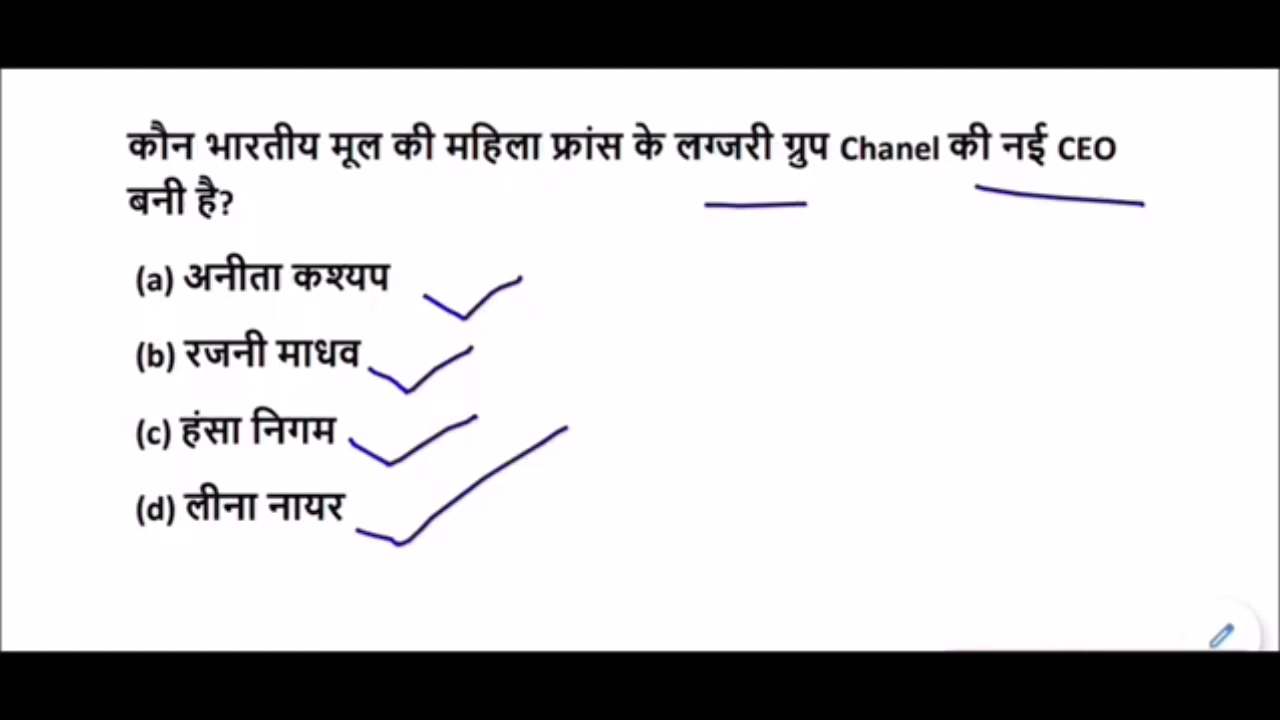 कौन भारतीय मूल की महिला फ्रांस के लग्जरी ग्रुप Chanel की नई CEO
बनी है?
(a) अनीता कश्यप
(b) रजनी माधव
(c) हंसा निगम
(d) लीना नायर